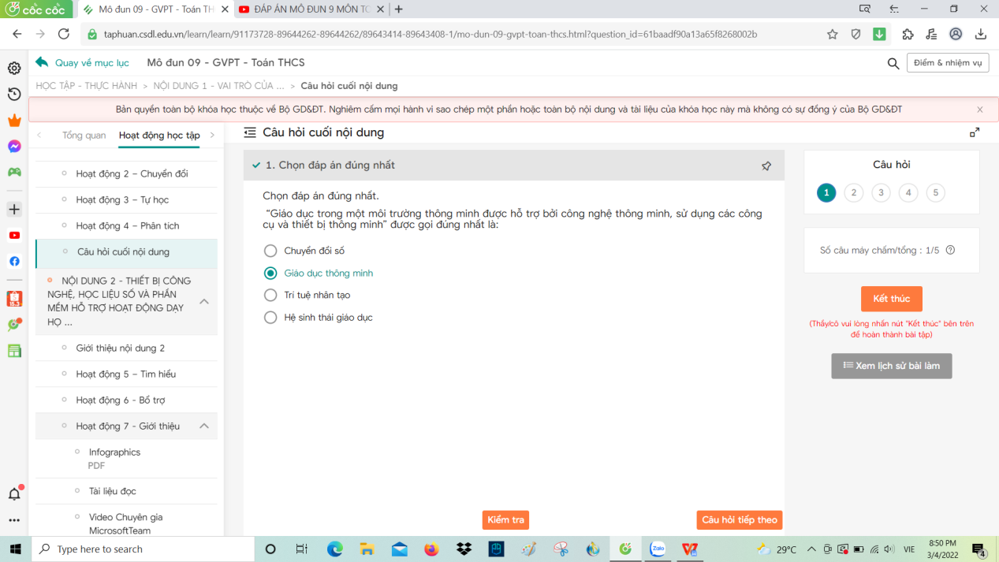 cốc cốc
Mô đun 09 - GVPT - Toán TH
ĐÁP ÁN MÔ ĐUN 9 MÔN TO
taphuan.csdl.edu.vn/learn/learn/91173728-89644262-89644262/89643414-89643408-1/mo-dun-09-gvpt-toan-thcs.html?question_id=61baadf90a13a65f8268002b
Quay về mục lục
Mô đun 09 - GVPT - Toán THCS
Điểm & nhiệm vụ
HỌC TẬP - THỰC HÀNH > NỘI DUNG 1 - VAI TRÒ CỦA ... > Câu hỏi cuối nội dung
Bản quyền toàn bộ khóa học thuộc về Bộ GD&ĐT. Nghiêm cấm mọi hành vi sao chép một phần hoặc toàn bộ nội dung và tài liệu của khóa học này mà không có sự đồng ý của Bộ GD&ĐT
Tổng quan
Hoạt động học tập
Hoạt động 2 – Chuyển đổi
Hoạt động 3 – Tự học
Hoạt động 4 – Phân tích
Câu hỏi cuối nội dung
NỘI DUNG 2 - THIẾT BỊ CÔNG
NGHỆ, HỌC LIỆU SỐ VÀ PHẦN
MỀM HỖ TRỢ HOẠT ĐỘNG DẠY
HỌ ...
Giới thiệu nội dung 2
Hoạt động 5 – Tìm hiểu
Hoạt động 6 - Bổ trợ
Hoạt động 7 - Giới thiệu
Infographics
PDF
Tài liệu đọc
Video Chuyên gia
MicrosoftTeam
Câu hỏi cuối nội dung
1. Chọn đáp án đúng nhất
Chọn đáp án đúng nhất.
“Giáo dục trong một môi trường thông minh được hỗ trợ bởi công nghệ thông minh, sử dụng các công
cụ và thiết bị thông minh” được gọi đúng nhất là:
Chuyển đổi số
Giáo dục thông minh
Trí tuệ nhân tạo
Hệ sinh thái giáo dục
Kiểm tra
Câu hỏi tiếp theo
Câu hỏi
1 2 3 4 5
Số câu máy chấm/tổng : 1/5
Kết thúc
(Thầy/cô vui lòng nhấn nút "Kết thúc" bên trên
để hoàn thành bài tập)
Xem lịch sử bài làm
15.3
Type here to search
Zalo
29°C
VIE
8:50 PM
3/4/2022
4